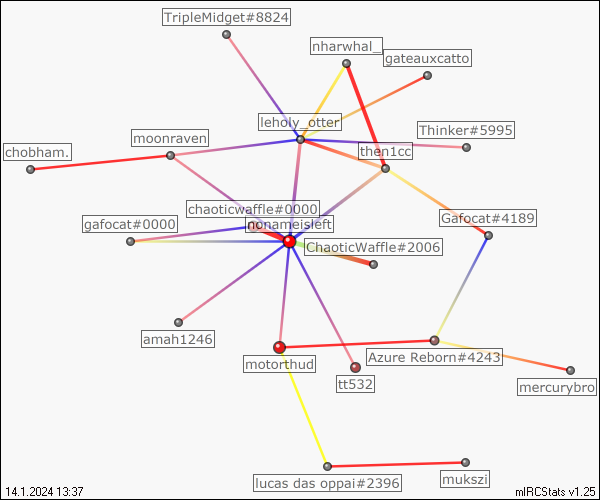 TripleMidget#8824
nharwhal_
gateauxcatto
leholy_otter
Thinker#5995
moonraven
then1cc
chobham.
chaoticwaffle#0000
gafocat#0000
nonameisleft
Gafocat#4189
ChaoticWaffle#2006
amah1246
motorthud
Azure Reborn#4243
tt532
mercurybro
lucas das oppai#2396
mukszi
14.1.2024 13:37
mIRCStats v1.25